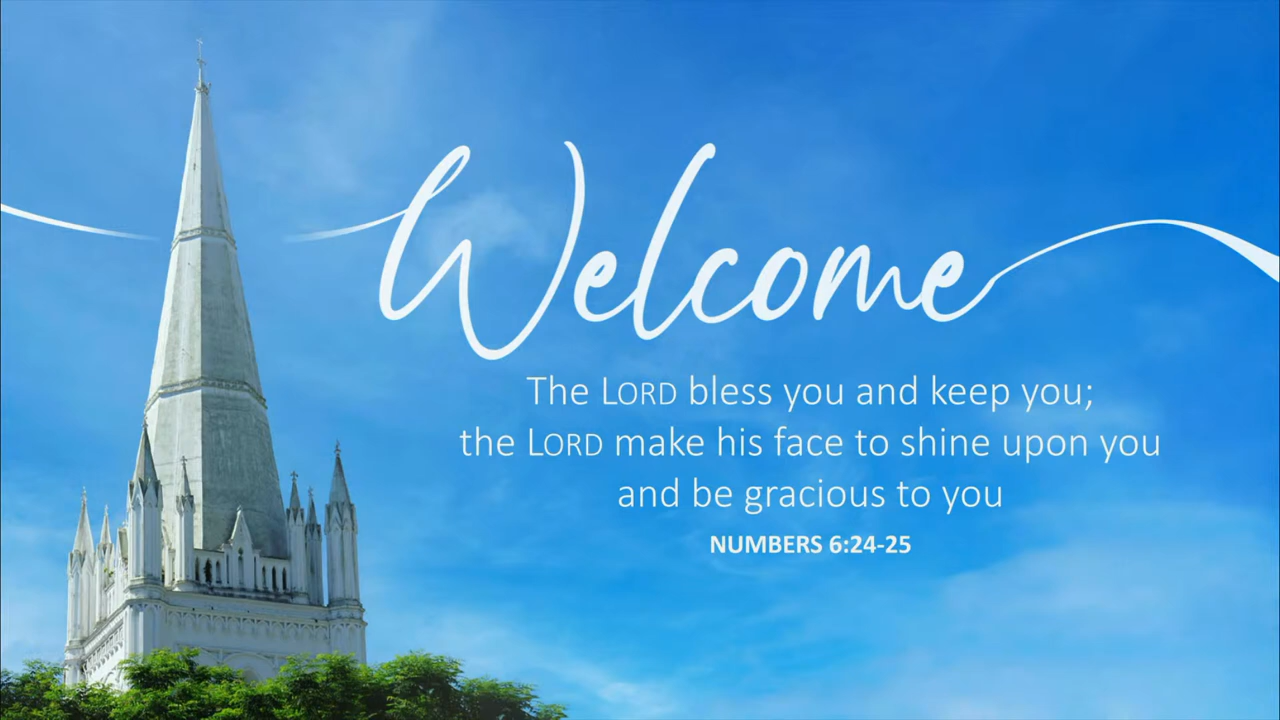 Welcome
The LORD bless you and keep you;
the LORD make his face to shine upon you
and be gracious to you
NUMBERS 6:24-25